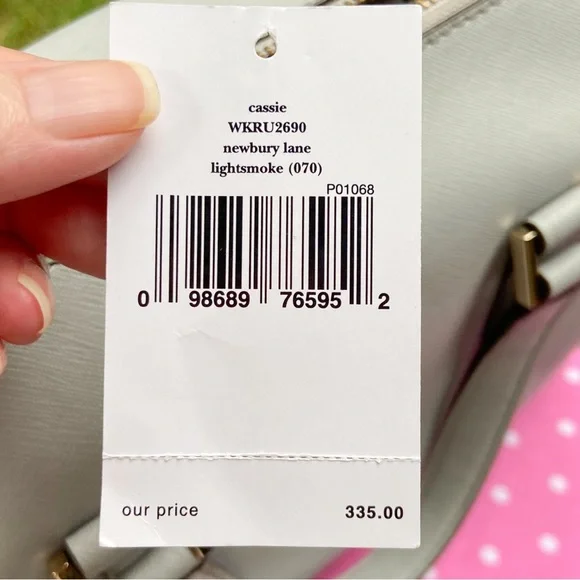 cassie
WKRU2690
newbury lane
lightsmoke (070)
P01068
0 98689 76595 2
our price 335.00